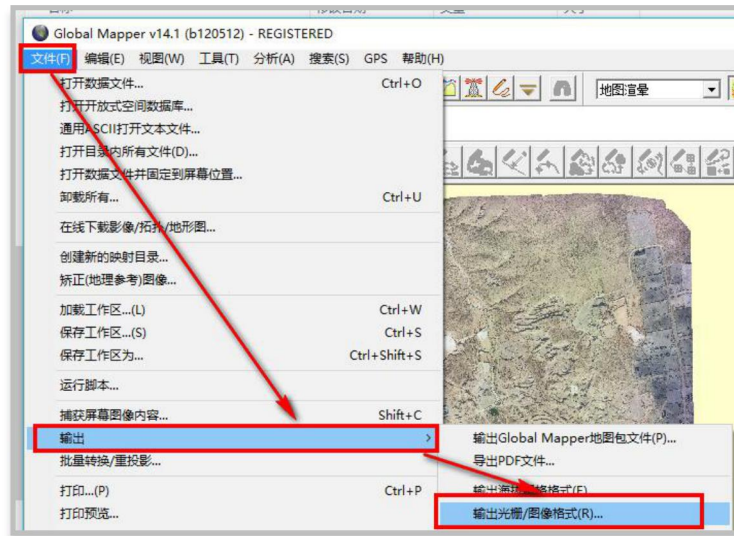 Global Mapper v14.1 (b120512) - REGISTERED
文件(F) 编辑(E) 视图(W) 工具(T) 分析(A) 搜索(S) GPS 帮助(H)
打开数据文件... Ctrl+O
地图渲晕
打开开放式空间数据库...
通用ASCII打开文本文件...
打开目录内所有文件(D)...
打开数据文件并固定到屏幕位置...
卸载所有... Ctrl+U
在线下载影像/拓扑/地形图...
创建新的映射目录...
矫正(地理参考)图像...
加载工作区...(L) Ctrl+W
保存工作区...(S) Ctrl+S
保存工作区为... Ctrl+Shift+S
运行脚本...
捕获屏幕图像内容... Shift+C
输出
输出Global Mapper地图包文件(P)...
批量转换/重投影...
导出PDF文件...
打印...(P) Ctrl+P
输出海拔网格格式(E)
打印预览...
输出光栅/图像格式(R)...